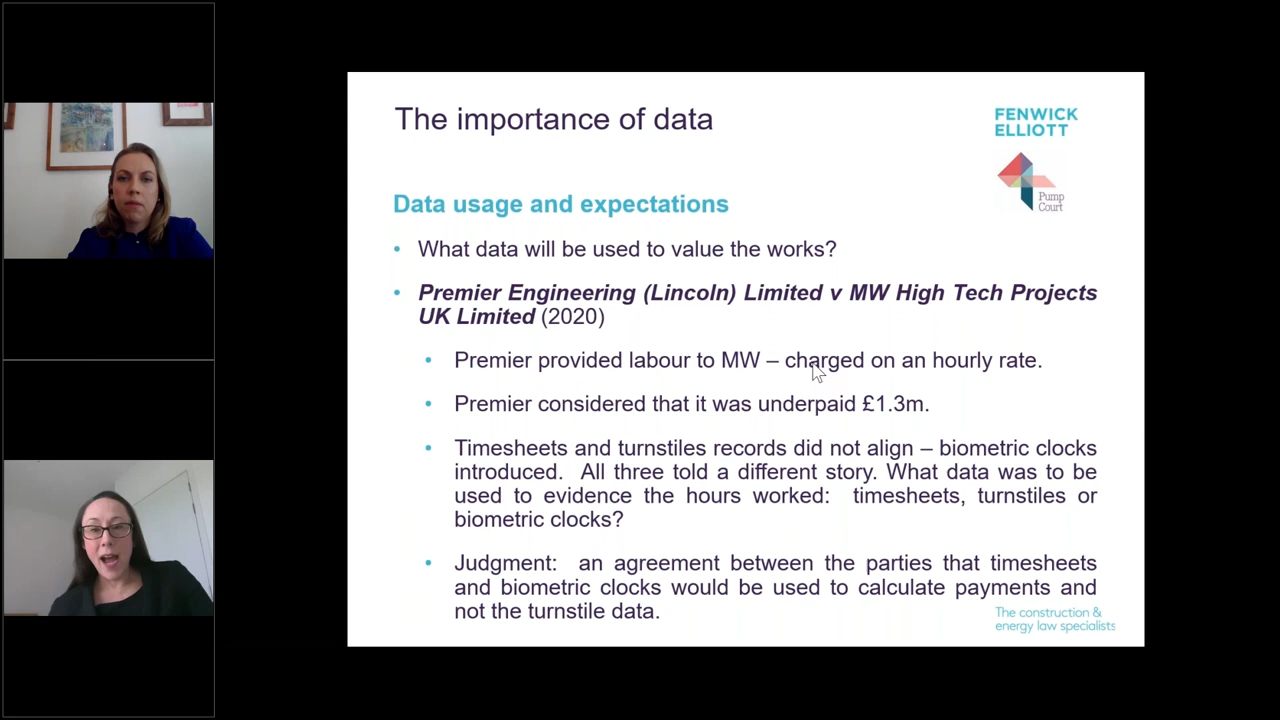 The importance of data
FENWICK
ELLIOTT
Pump
Court
Data usage and expectations
• What data will be used to value the works?
• Premier Engineering (Lincoln) Limited v MW High Tech Projects
UK Limited (2020)
• Premier provided labour to MW – charged on an hourly rate.
• Premier considered that it was underpaid £1.3m.
• Timesheets and turnstiles records did not align – biometric clocks
introduced. All three told a different story. What data was to be
used to evidence the hours worked: timesheets, turnstiles or
biometric clocks?
• Judgment: an agreement between the parties that timesheets
and biometric clocks would be used to calculate payments and
not the turnstile data.
The construction &
energy law specialists